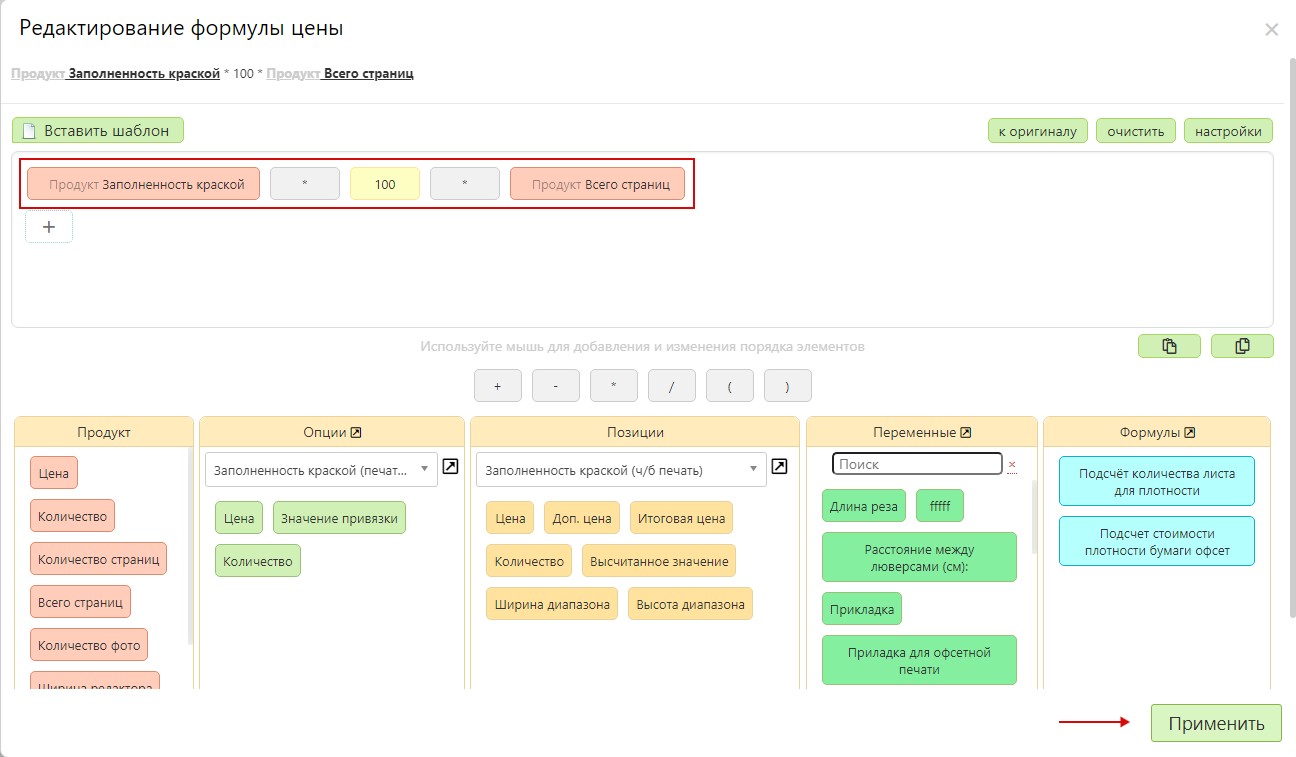 Редактирование формулы цены
×
Продукт Заполненность краской * 100 * Продукт Всего страниц
Вставить шаблон
к оригиналу очистить настройки
Продукт Заполненность краской * 100 * Продукт Всего страниц
+
Используйте мышь для добавления и изменения порядка элементов
+ - * / ( )
Продукт
Цена
Количество
Количество страниц
Всего страниц
Количество фото
Ширина редактора
Опции
Заполненность краской (печат...
Цена Значение привязки
Количество
Позиции
Заполненность краской (ч/б печать)
Цена Доп. цена Итоговая цена
Количество Высчитанное значение
Ширина диапазона Высота диапазона
Переменные
Поиск ×
Длина реза fffff
Расстояние между
люверсами (см):
Прикладка
Приладка для офсетной
печати
Формулы
Подсчёт количества листа
для плотности
Подсчет стоимости
плотности бумаги офсет
Применить